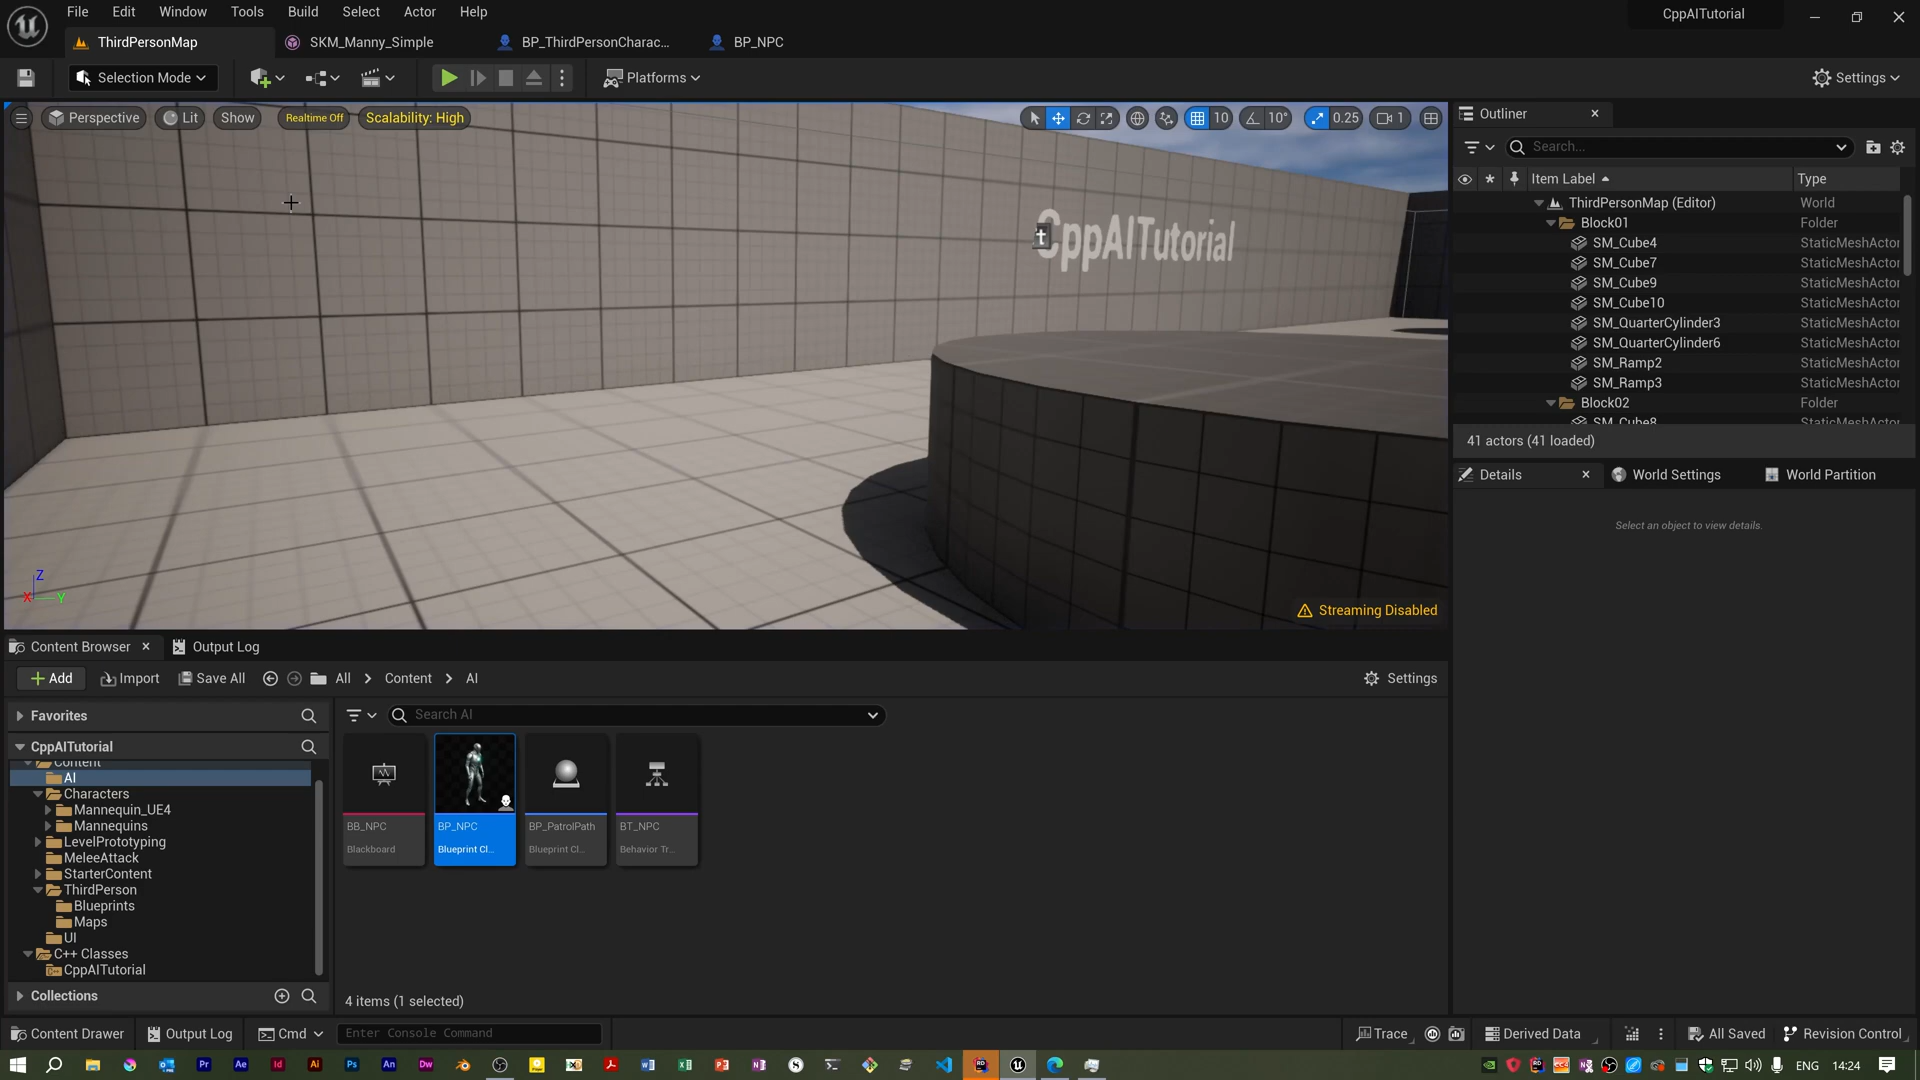 File Edit Window Tools Build Select Actor Help
CppAITutorial
ThirdPersonMap
SKM_Manny_Simple
BP_ThirdPersonCharac...
BP_NPC
Selection Mode
Platforms
Settings
Perspective
Lit
Show
Realtime Off
Scalability: High
10
10°
0.25
1
CppAITutorial
t
Z
X
Y
Streaming Disabled
Outliner
Search...
Item Label
Type
ThirdPersonMap (Editor) World
Block01 Folder
SM_Cube4 StaticMeshActor
SM_Cube7 StaticMeshActor
SM_Cube9 StaticMeshActor
SM_Cube10 StaticMeshActor
SM_QuarterCylinder3 StaticMeshActor
SM_QuarterCylinder6 StaticMeshActor
SM_Ramp2 StaticMeshActor
SM_Ramp3 StaticMeshActor
Block02 Folder
SM_Cube8 StaticMeshActor
41 actors (41 loaded)
Details
World Settings
World Partition
Select an object to view details.
Content Browser
Output Log
Add
Import
Save All
All > Content > AI
Settings
Favorites
CppAITutorial
Content
AI
Characters
Mannequin_UE4
Mannequins
LevelPrototyping
MeleeAttack
StarterContent
ThirdPerson
Blueprints
Maps
UI
C++ Classes
CppAITutorial
Collections
Search AI
BB_NPC
Blackboard
BP_NPC
Blueprint Cl...
BP_PatrolPath
Blueprint Cl...
BT_NPC
Behavior Tr...
4 items (1 selected)
Content Drawer
Output Log
Cmd
Enter Console Command
Trace
Derived Data
All Saved
Revision Control
ENG 14:24